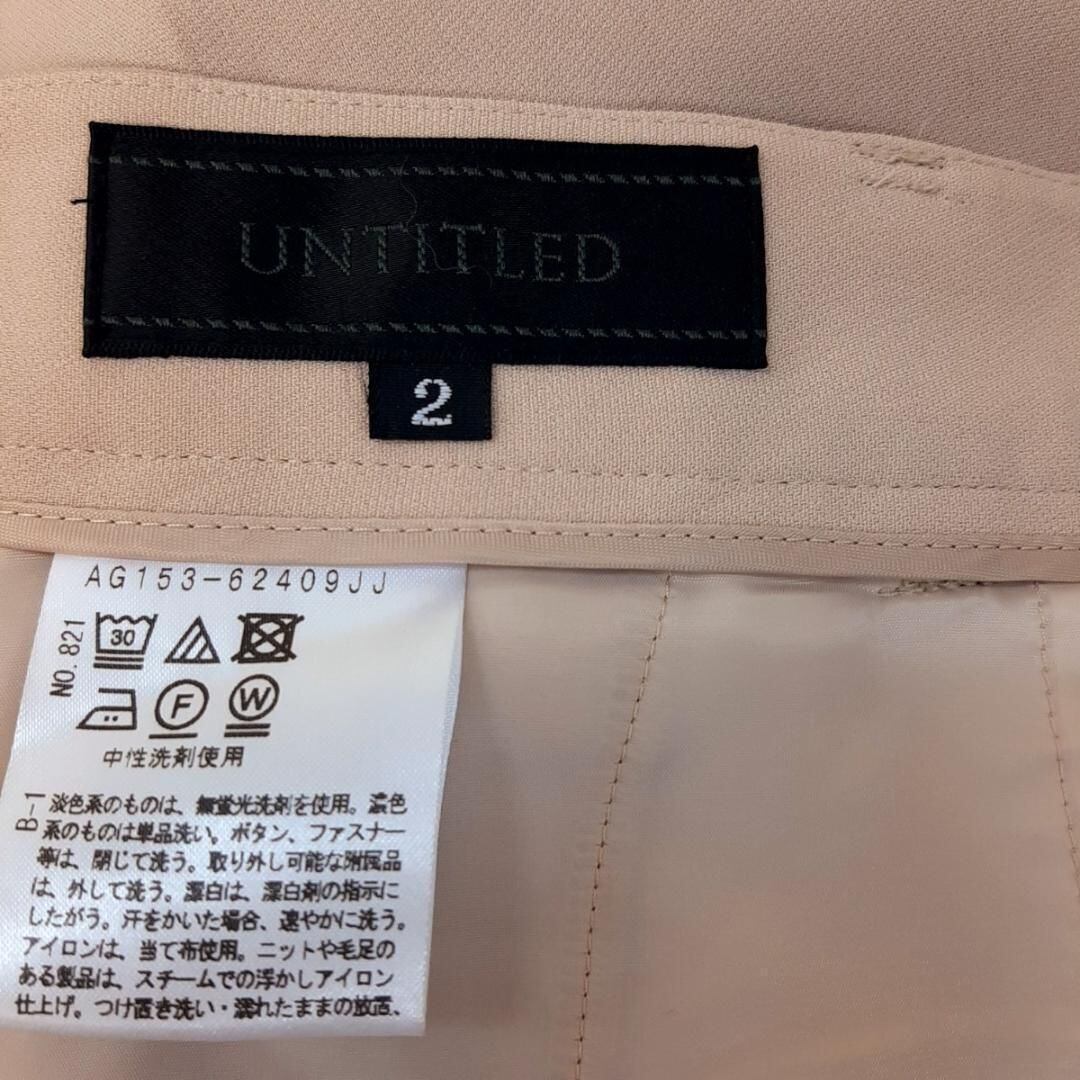 UNTITLED
2
AG153-62409JJ
NO.821
30
F
W
中性洗剤使用
B-1
淡色系のものは、無蛍光洗剤を使用。濃色
系のものは単品洗い。ボタン、ファスナー
等は、閉じて洗う。取り外し可能な附属品
は、外して洗う。漂白は、漂白剤の指示に
したがう。汗をかいた場合、速やかに洗う。
アイロンは、当て布使用。ニットや毛足の
ある製品は、スチームでの浮かしアイロン
仕上げ。つけ置き洗い・濡れたままの放置、